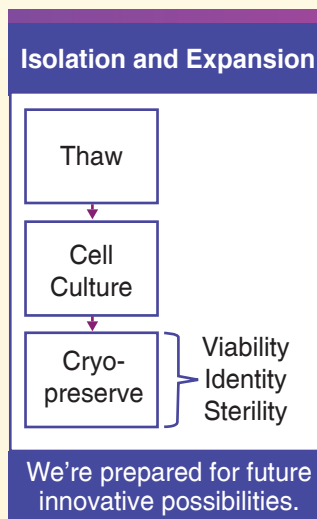 Isolation and Expansion
Thaw
Cell
Culture
Cryo-
preserve
Viability
Identity
Sterility
We're prepared for future
innovative possibilities.